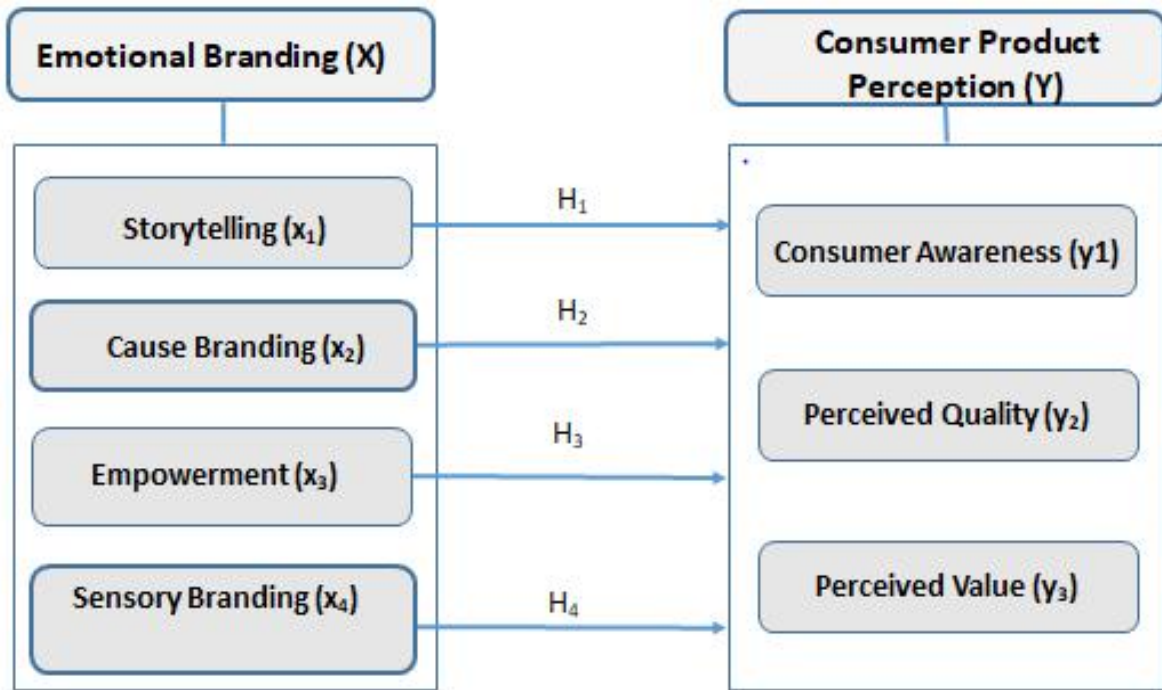 Emotional Branding (X)
Consumer Product
Perception (Y)
Storytelling (x₁)
H₁
Consumer Awareness (y1)
Cause Branding (x₂)
H₂
Perceived Quality (y₂)
Empowerment (x₃)
H₃
Sensory Branding (x₄)
H₄
Perceived Value (y₃)